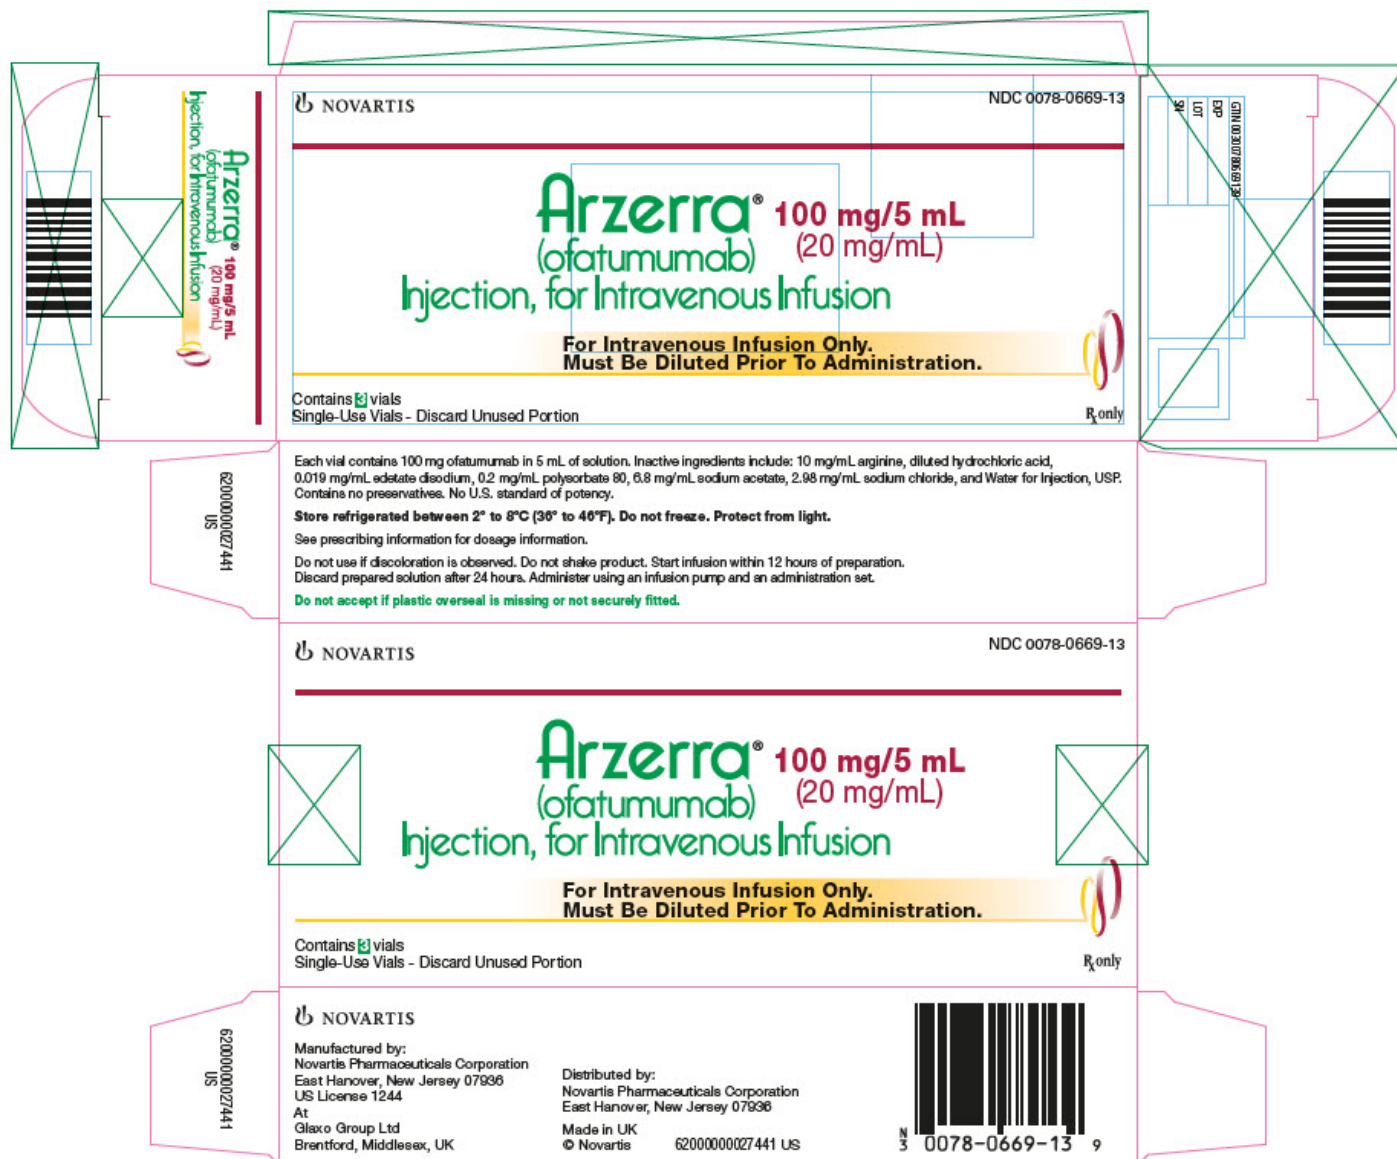 NOVARTIS
NDC 0078-0669-13
Arzerra® 100 mg/5 mL
(ofatumumab) (20 mg/mL)
Injection, for Intravenous Infusion
For Intravenous Infusion Only.
Must Be Diluted Prior To Administration.
Contains 3 vials
Single-Use Vials - Discard Unused Portion
Rx only
Arzerra® 100 mg/5 mL
(ofatumumab) (20 mg/mL)
Injection, for Intravenous Infusion
GTIN 00300780669139
EXP
LOT
SN
Each vial contains 100 mg ofatumumab in 5 mL of solution. Inactive ingredients include: 10 mg/mL arginine, diluted hydrochloric acid,
0.019 mg/mL edetate disodium, 0.2 mg/mL polysorbate 80, 6.8 mg/mL sodium acetate, 2.98 mg/mL sodium chloride, and Water for Injection, USP.
Contains no preservatives. No U.S. standard of potency.
Store refrigerated between 2° to 8°C (36° to 46°F). Do not freeze. Protect from light.
See prescribing information for dosage information.
Do not use if discoloration is observed. Do not shake product. Start infusion within 12 hours of preparation.
Discard prepared solution after 24 hours. Administer using an infusion pump and an administration set.
Do not accept if plastic overseal is missing or not securely fitted.
62000000027441
US
NOVARTIS
NDC 0078-0669-13
Arzerra® 100 mg/5 mL
(ofatumumab) (20 mg/mL)
Injection, for Intravenous Infusion
For Intravenous Infusion Only.
Must Be Diluted Prior To Administration.
Contains 3 vials
Single-Use Vials - Discard Unused Portion
Rx only
62000000027441
US
NOVARTIS
Manufactured by:
Novartis Pharmaceuticals Corporation
East Hanover, New Jersey 07936
US License 1244
At
Glaxo Group Ltd
Brentford, Middlesex, UK
Distributed by:
Novartis Pharmaceuticals Corporation
East Hanover, New Jersey 07936
Made in UK
© Novartis 62000000027441 US
N
3 0078-0669-13 9